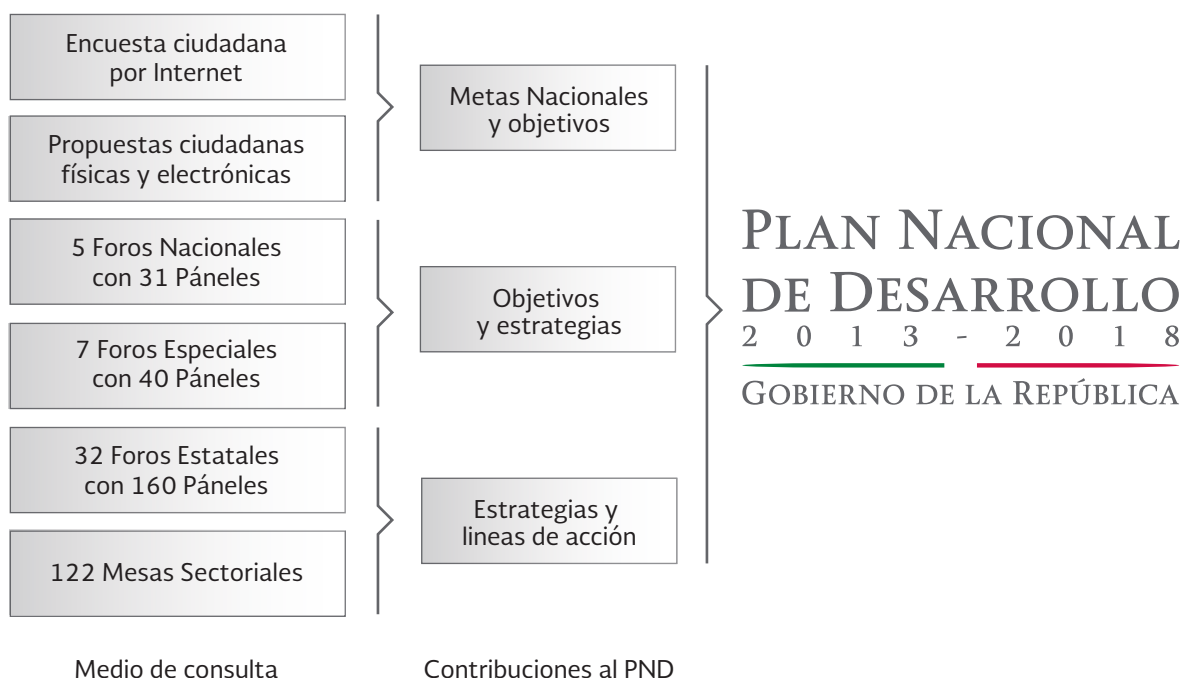 Encuesta ciudadana
por Internet
Propuestas ciudadanas
físicas y electrónicas
5 Foros Nacionales
con 31 Páneles
7 Foros Especiales
con 40 Páneles
32 Foros Estatales
con 160 Páneles
122 Mesas Sectoriales
Medio de consulta
Metas Nacionales
y objetivos
Objetivos
y estrategias
Estrategias y
lineas de acción
Contribuciones al PND
PLAN NACIONAL
DE DESARROLLO
2013-2018
GOBIERNO DE LA REPÚBLICA